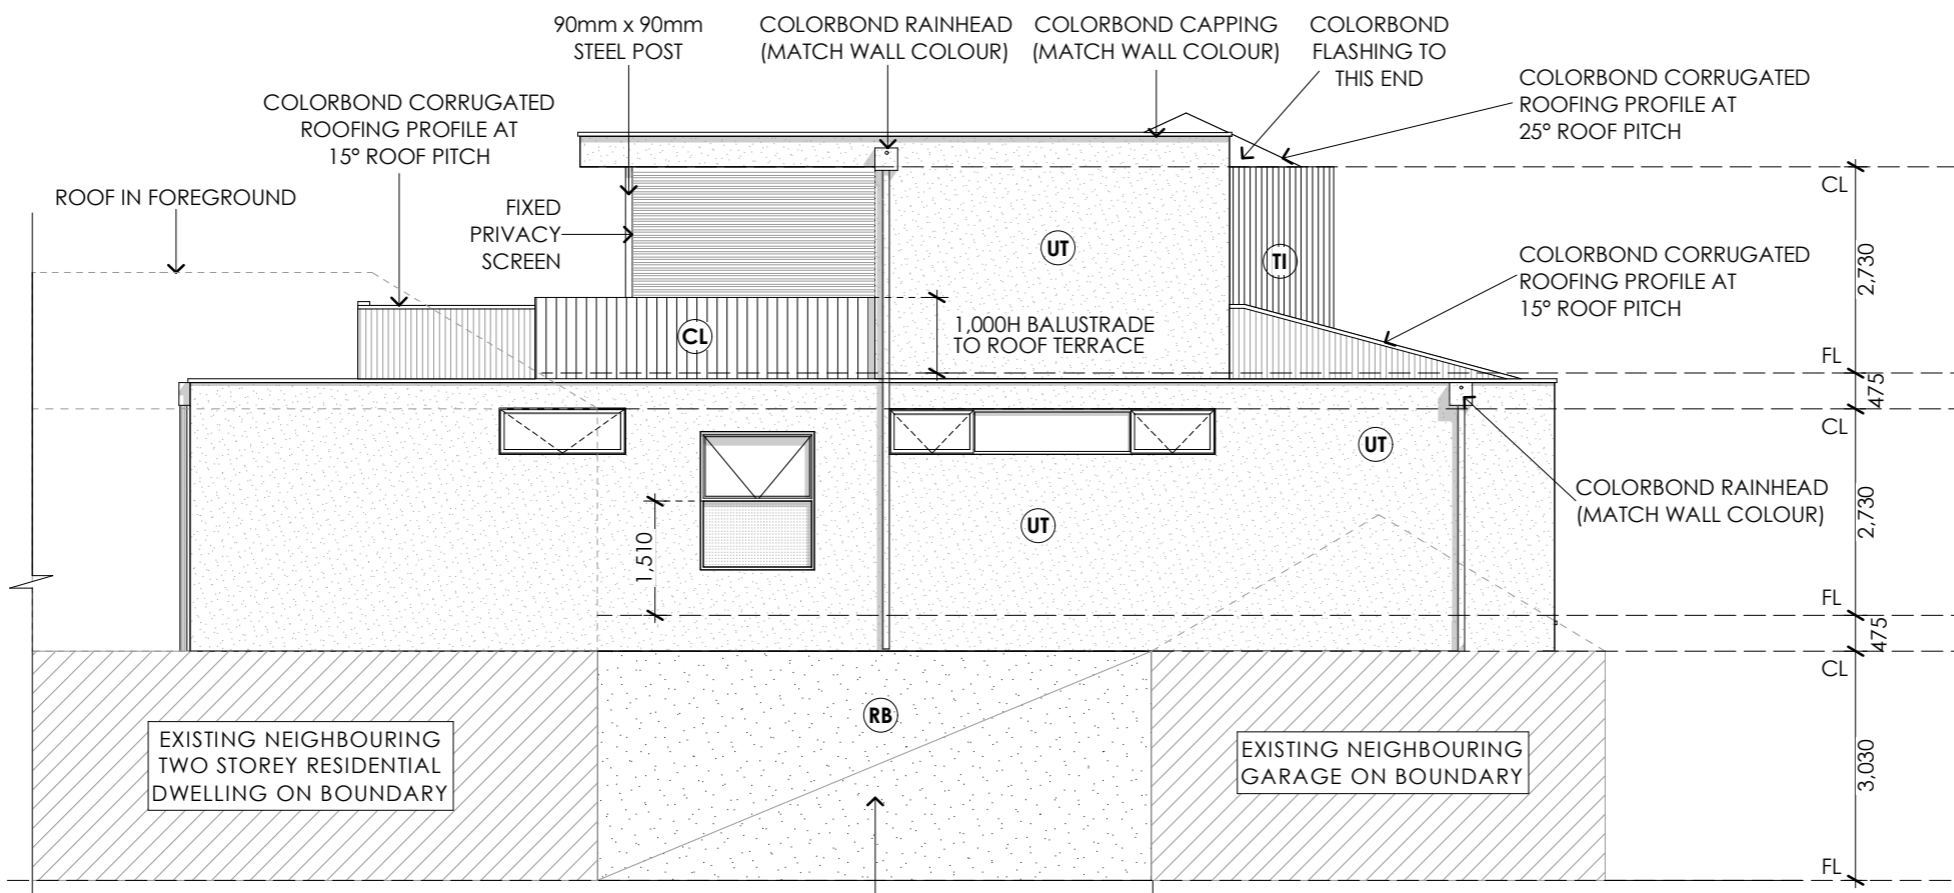 90mm x 90mm
STEEL POST
COLORBOND RAINHEAD
(MATCH WALL COLOUR)
COLORBOND CAPPING
(MATCH WALL COLOUR)
COLORBOND
FLASHING TO
THIS END
COLORBOND CORRUGATED
ROOFING PROFILE AT
25° ROOF PITCH
COLORBOND CORRUGATED
ROOFING PROFILE AT
15° ROOF PITCH
ROOF IN FOREGROUND
FIXED
PRIVACY
SCREEN
UT
TI
CL
2,730
COLORBOND CORRUGATED
ROOFING PROFILE AT
15° ROOF PITCH
CL
1,000H BALUSTRADE
TO ROOF TERRACE
FL
475
CL
UT
COLORBOND RAINHEAD
(MATCH WALL COLOUR)
2,730
UT
1,510
FL
475
CL
RB
EXISTING NEIGHBOURING
TWO STOREY RESIDENTIAL
DWELLING ON BOUNDARY
EXISTING NEIGHBOURING
GARAGE ON BOUNDARY
3,030
FL